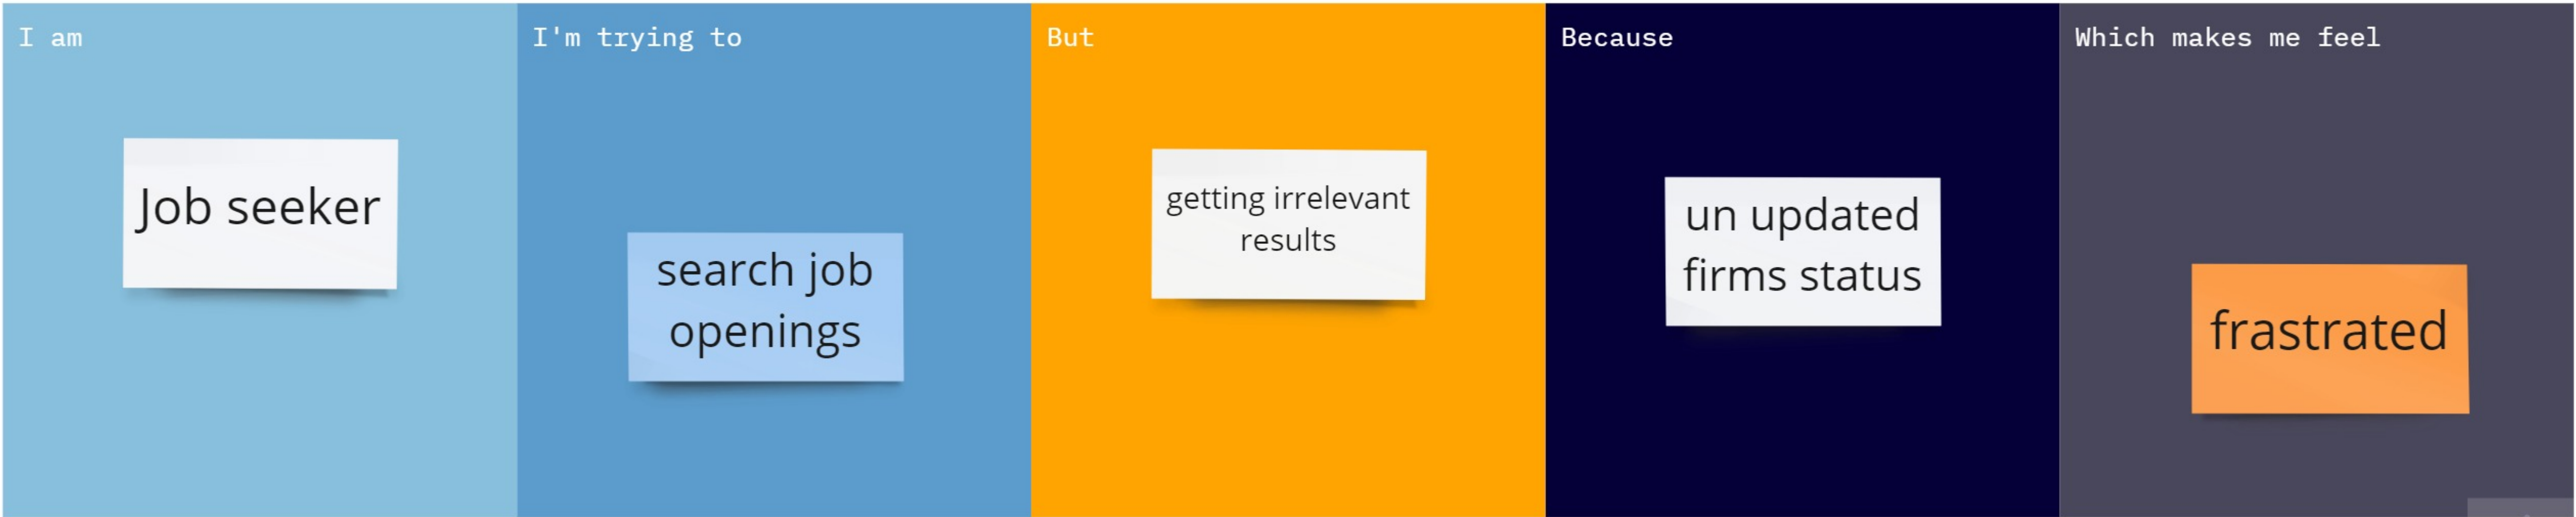 I am
Job seeker
I'm trying to
search job
openings
But
getting irrelevant
results
Because
un updated
firms status
Which makes me feel
frastrated